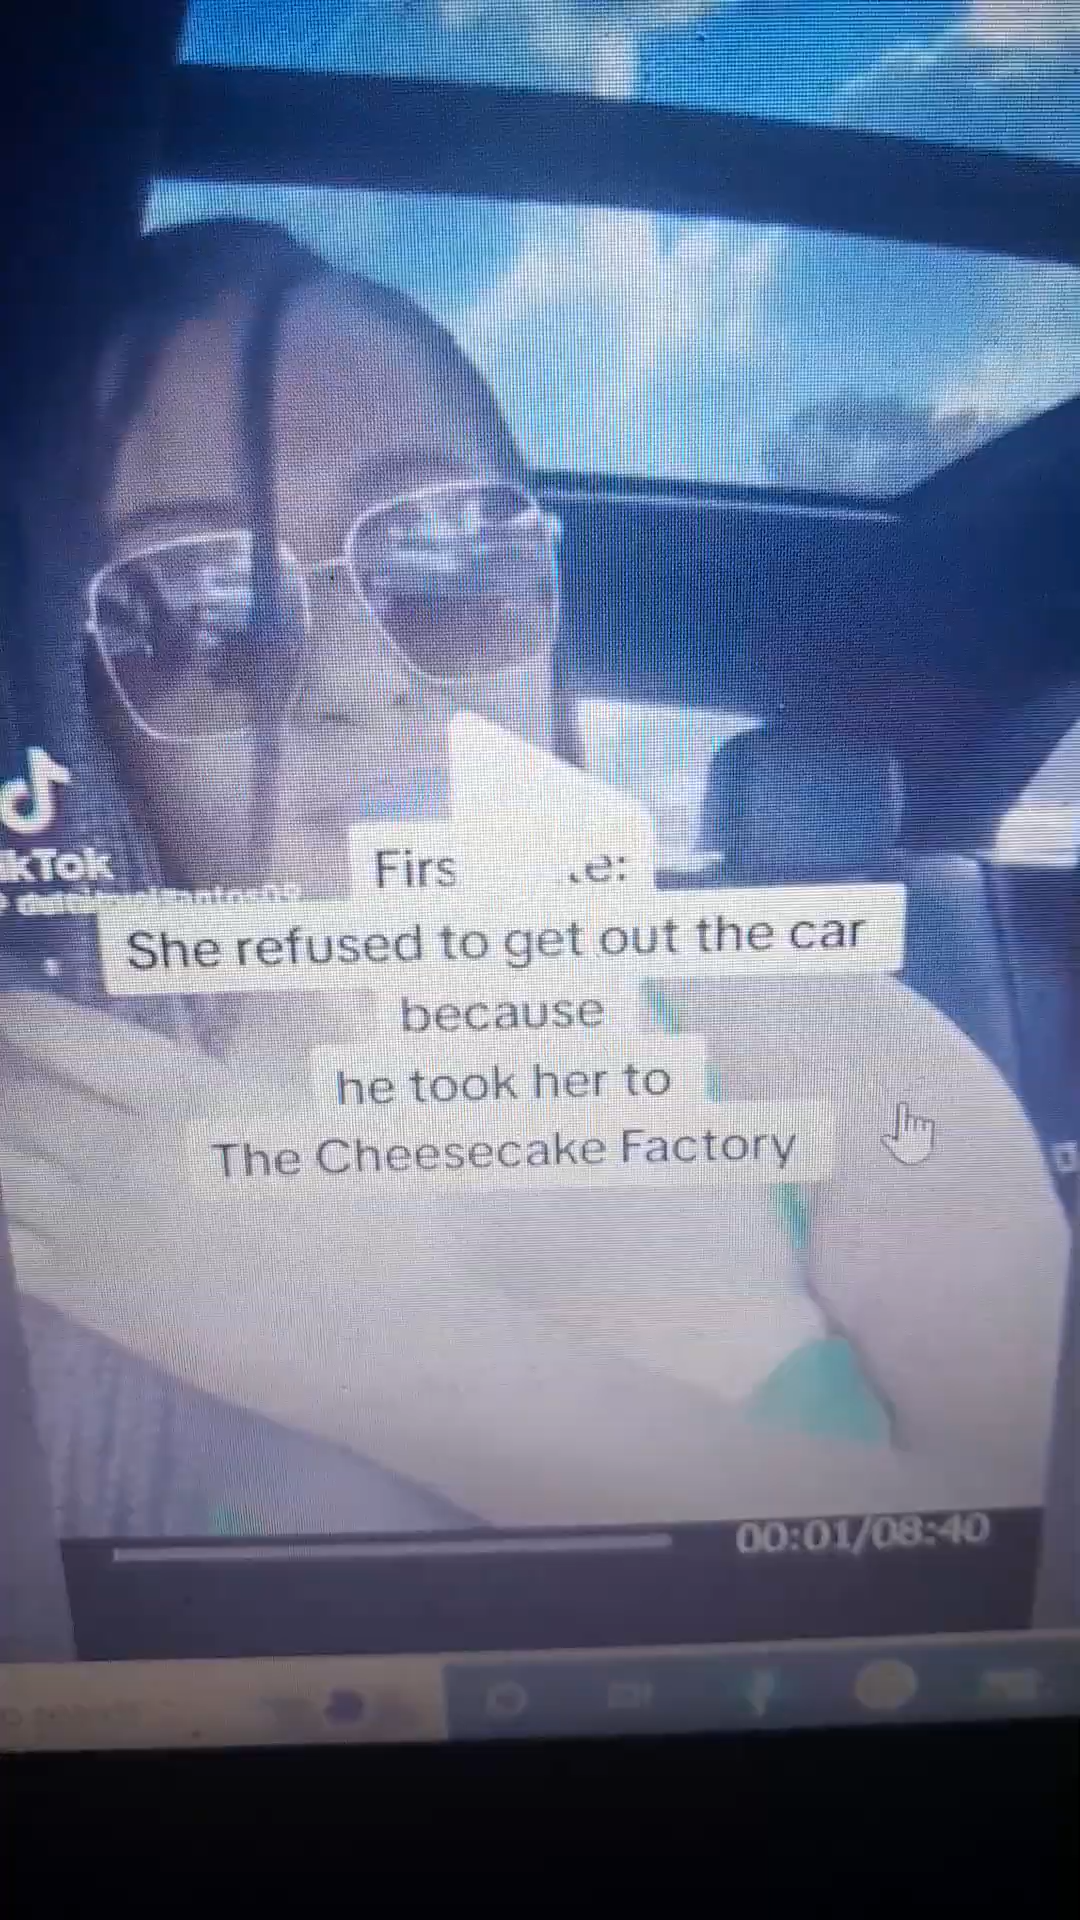 TikTok
Firs .e:
She refused to get out the car
because
he took her to
The Cheesecake Factory
00:01/08:40